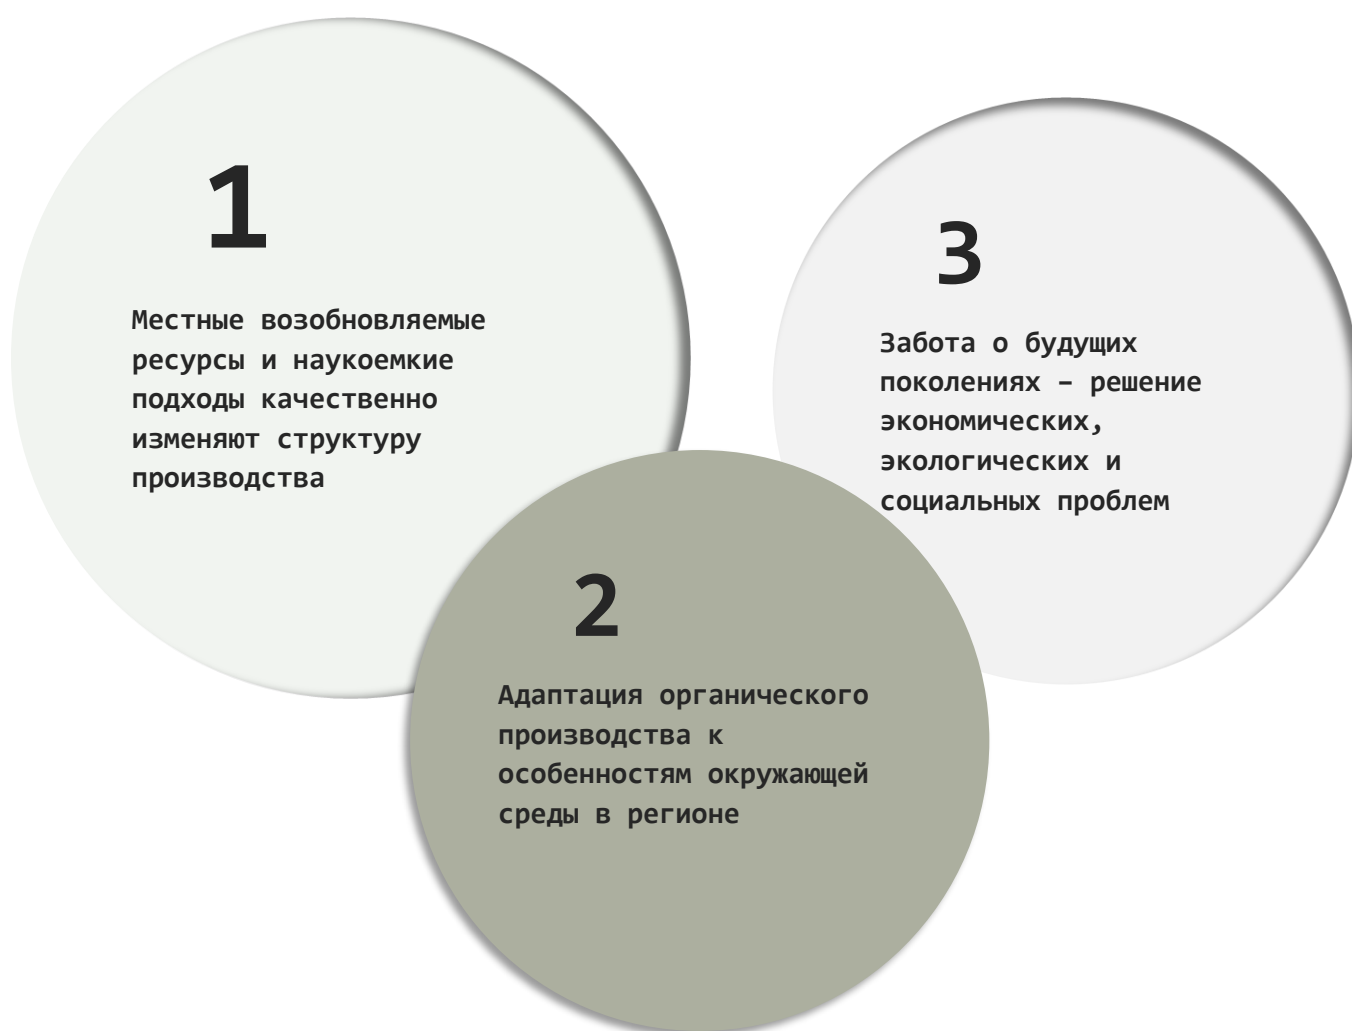 1
Местные возобновляемые
ресурсы и наукоемкие
подходы качественно
изменяют структуру
производства
2
Адаптация органического
производства к
особенностям окружающей
среды в регионе
3
Забота о будущих
поколениях – решение
экономических,
экологических и
социальных проблем